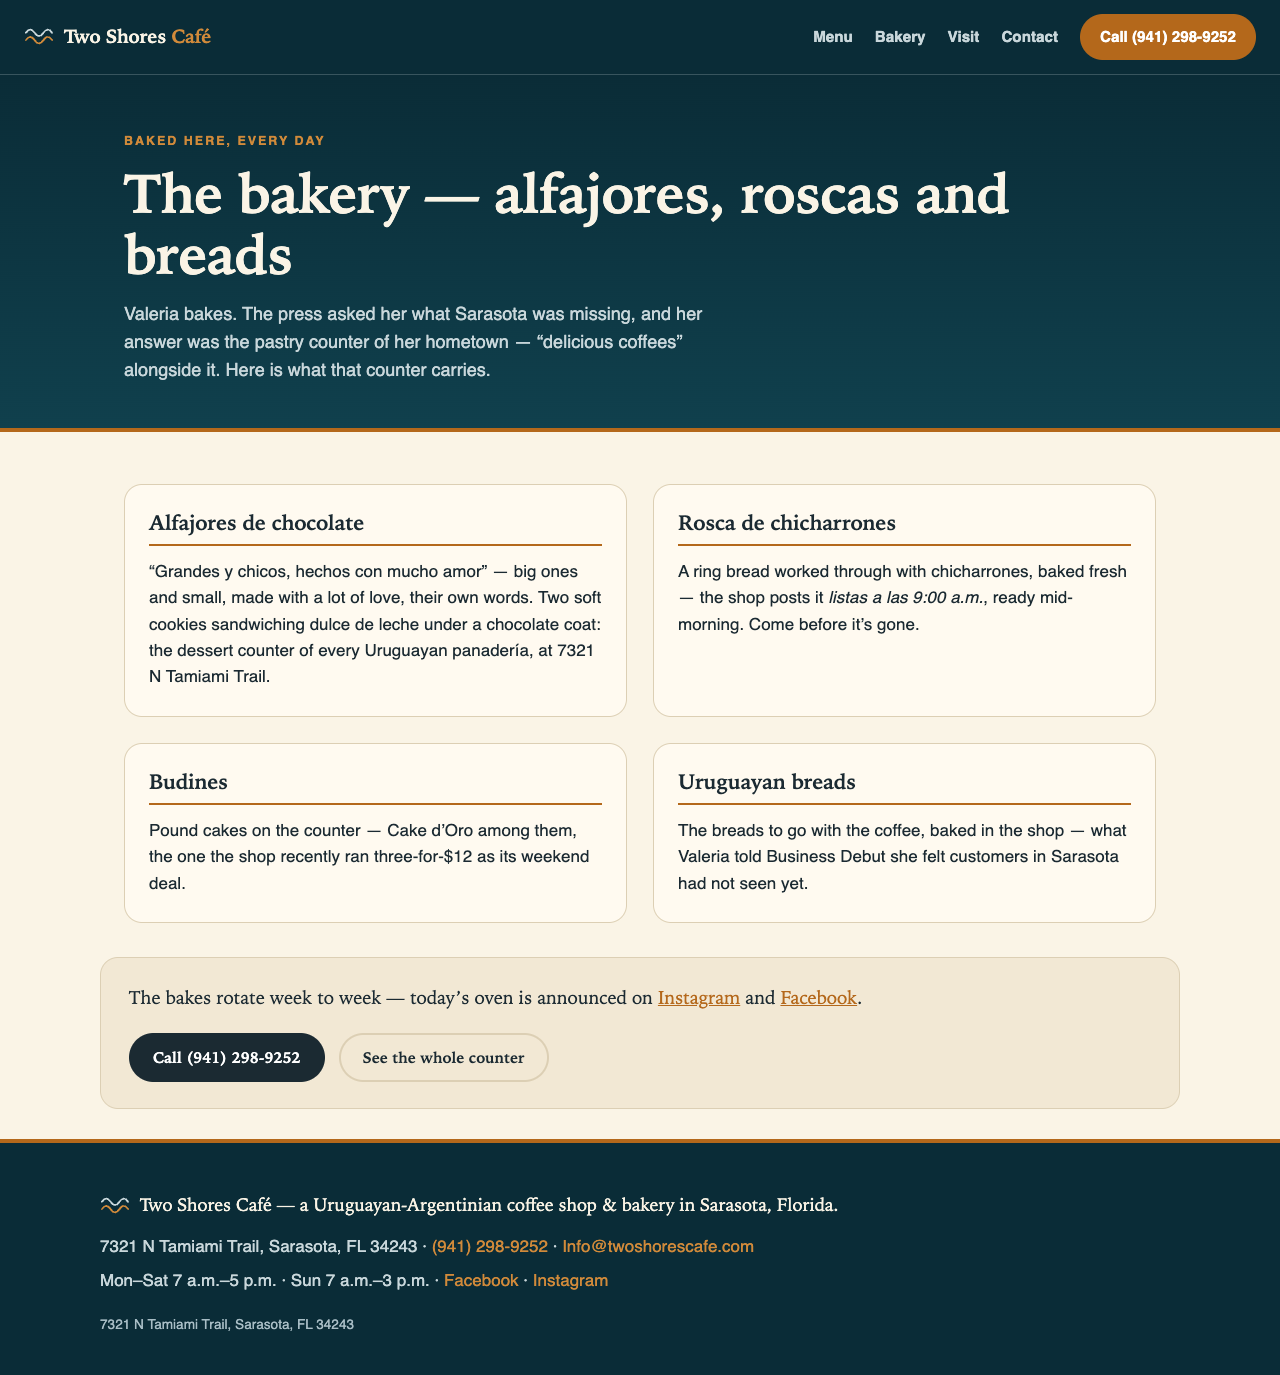 Two Shores Café
Menu
Bakery
Visit
Contact
Call (941) 298-9252
BAKED HERE, EVERY DAY
The bakery — alfajores, roscas and
breads
Valeria bakes. The press asked her what Sarasota was missing, and her
answer was the pastry counter of her hometown — “delicious coffees”
alongside it. Here is what that counter carries.
Alfajores de chocolate
“Grandes y chicos, hechos con mucho amor” — big ones
and small, made with a lot of love, their own words. Two soft
cookies sandwiching dulce de leche under a chocolate coat:
the dessert counter of every Uruguayan panadería, at 7321
N Tamiami Trail.
Rosca de chicharrones
A ring bread worked through with chicharrones, baked fresh
— the shop posts it listas a las 9:00 a.m., ready mid-
morning. Come before it’s gone.
Budines
Pound cakes on the counter — Cake d’Oro among them,
the one the shop recently ran three-for-$12 as its weekend
deal.
Uruguayan breads
The breads to go with the coffee, baked in the shop — what
Valeria told Business Debut she felt customers in Sarasota
had not seen yet.
The bakes rotate week to week — today’s oven is announced on Instagram and Facebook.
Call (941) 298-9252
See the whole counter
Two Shores Café — a Uruguayan-Argentinian coffee shop & bakery in Sarasota, Florida.
7321 N Tamiami Trail, Sarasota, FL 34243 · (941) 298-9252 · Info@twoshorescafe.com
Mon–Sat 7 a.m.–5 p.m. · Sun 7 a.m.–3 p.m. · Facebook · Instagram
7321 N Tamiami Trail, Sarasota, FL 34243